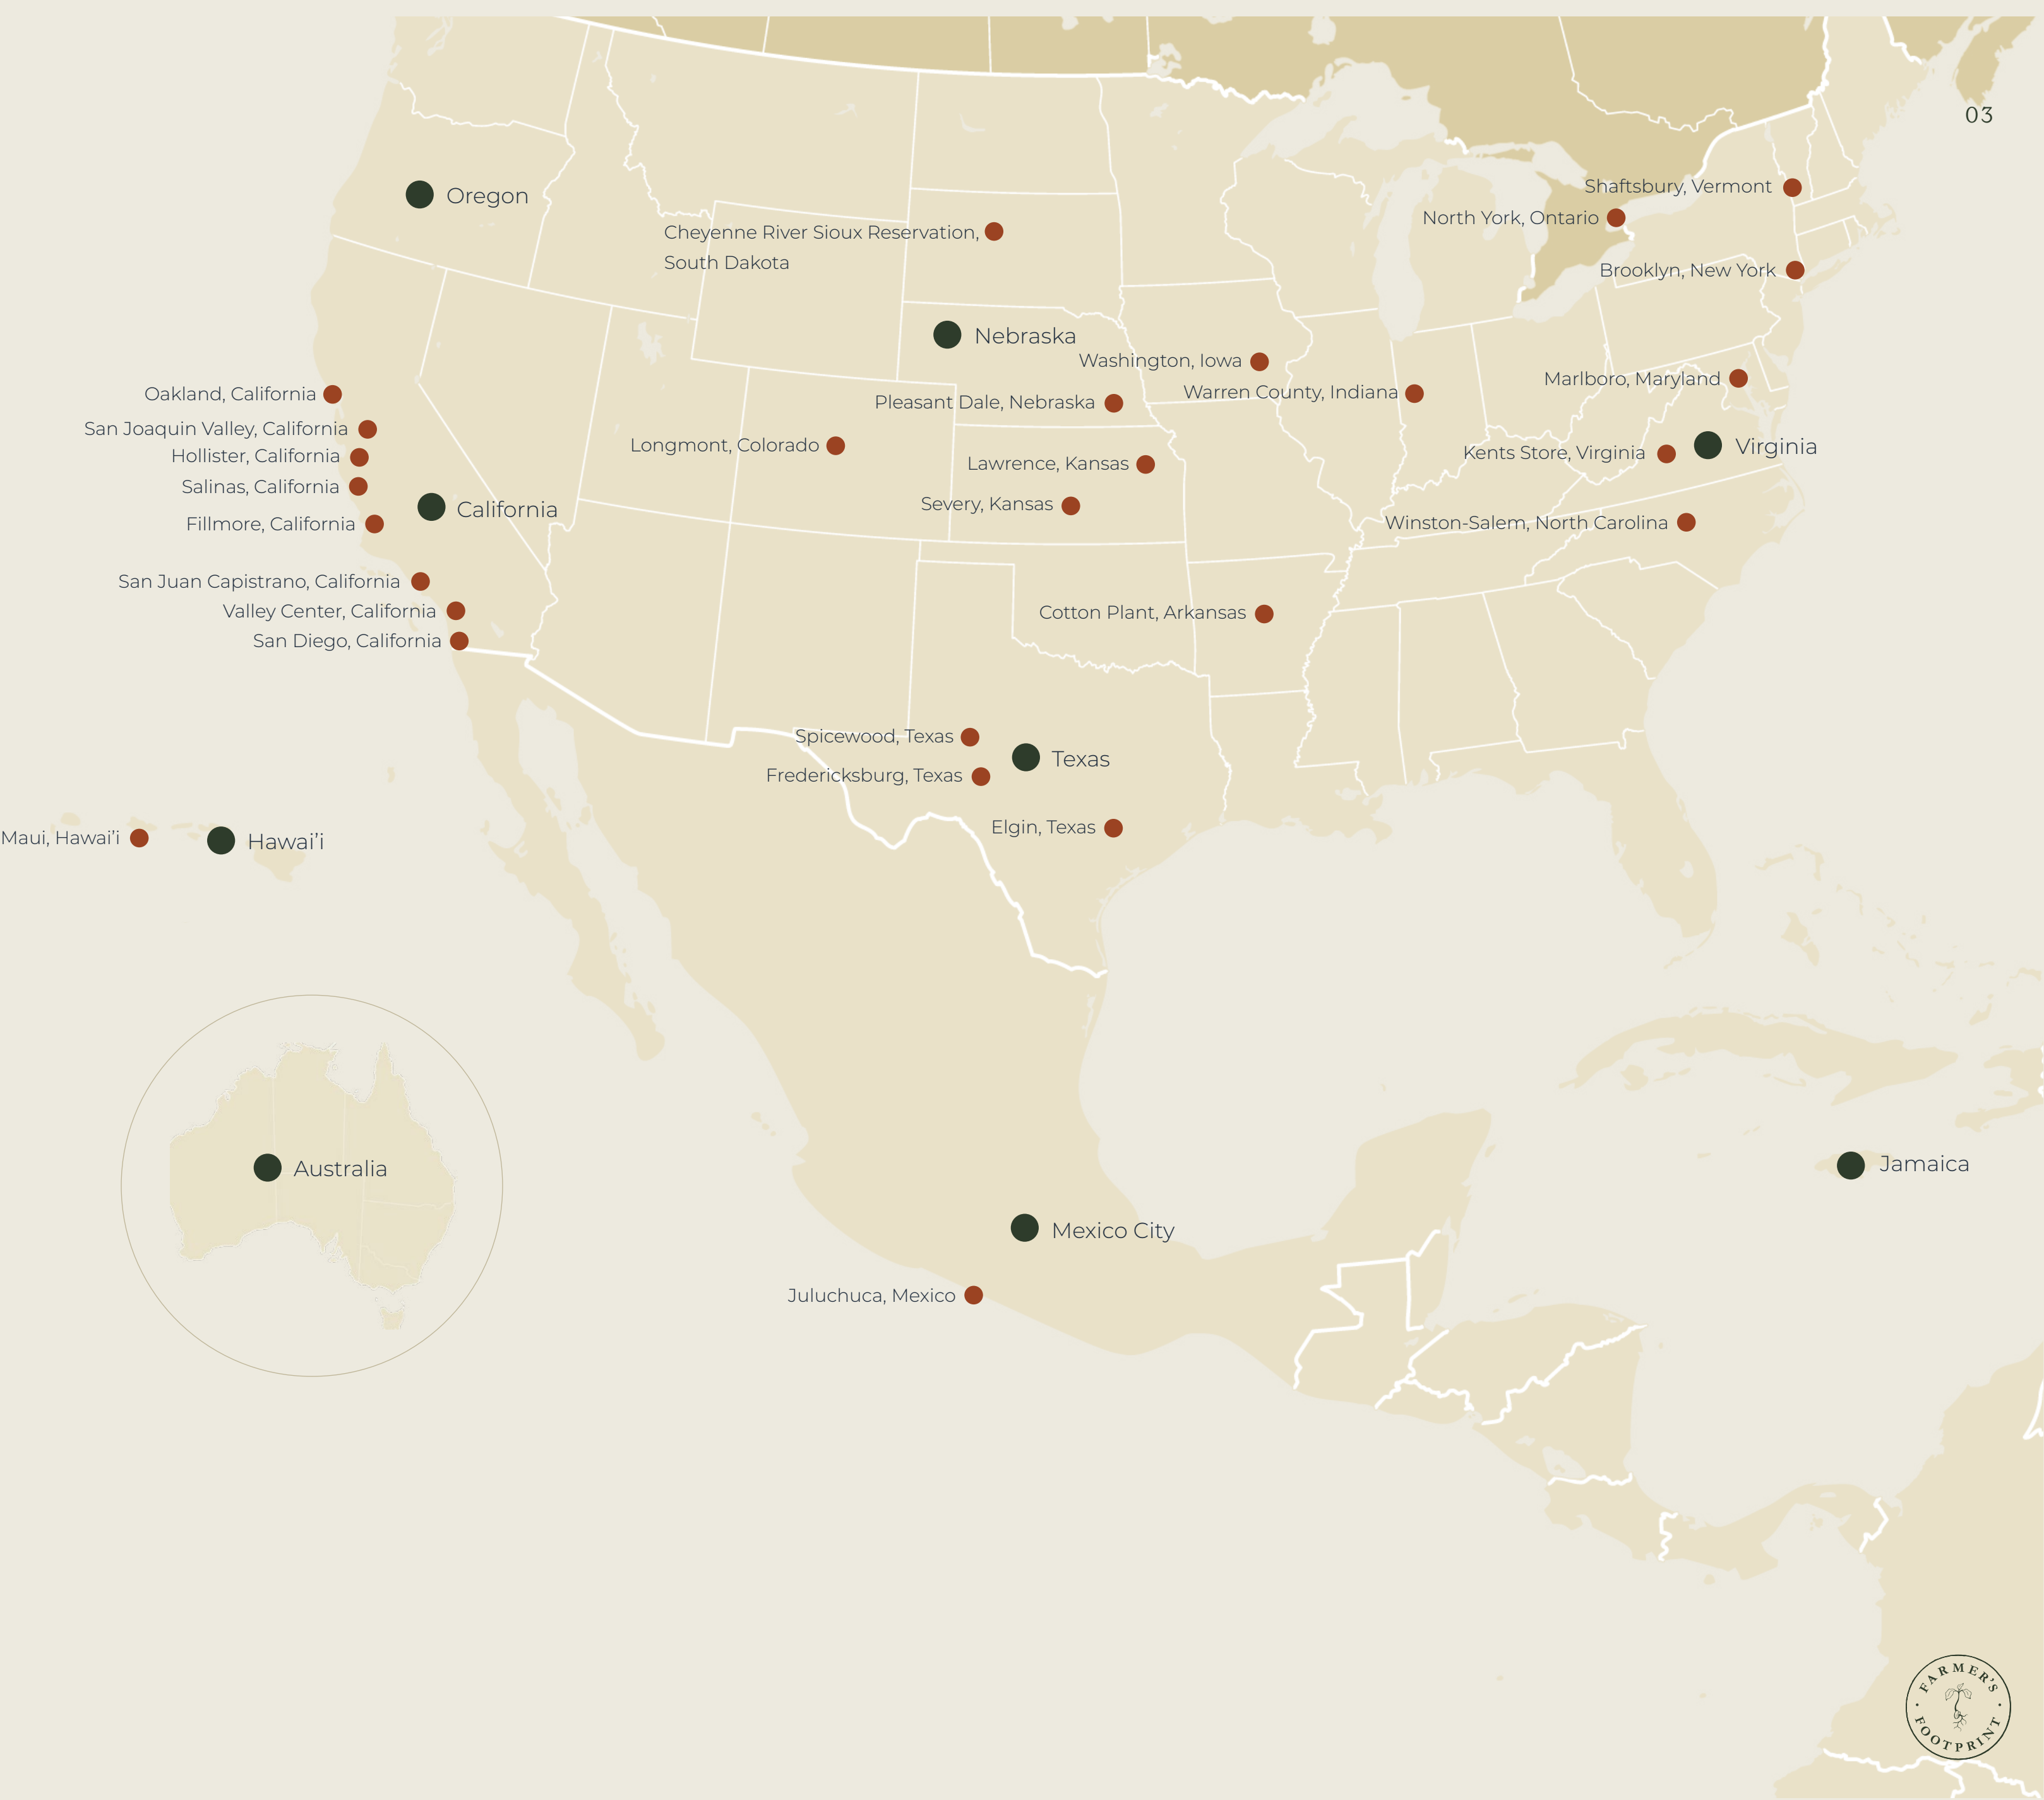 03
Shaftsbury, Vermont
Oregon
North York, Ontario
Cheyenne River Sioux Reservation,
South Dakota
Brooklyn, New York
Nebraska
Washington, Iowa
Marlboro, Maryland
Warren County, Indiana
Oakland, California
Pleasant Dale, Nebraska
San Joaquin Valley, California
Longmont, Colorado
Virginia
Kents Store, Virginia
Hollister, California
Lawrence, Kansas
Salinas, California
Severy, Kansas
California
Fillmore, California
Winston-Salem, North Carolina
San Juan Capistrano, California
Valley Center, California
Cotton Plant, Arkansas
San Diego, California
Spicewood, Texas
Texas
Fredericksburg, Texas
Elgin, Texas
Maui, Hawai’i
Hawai’i
Jamaica
Australia
Mexico City
Juluchuca, Mexico
FARMER’S
FOOTPRINT